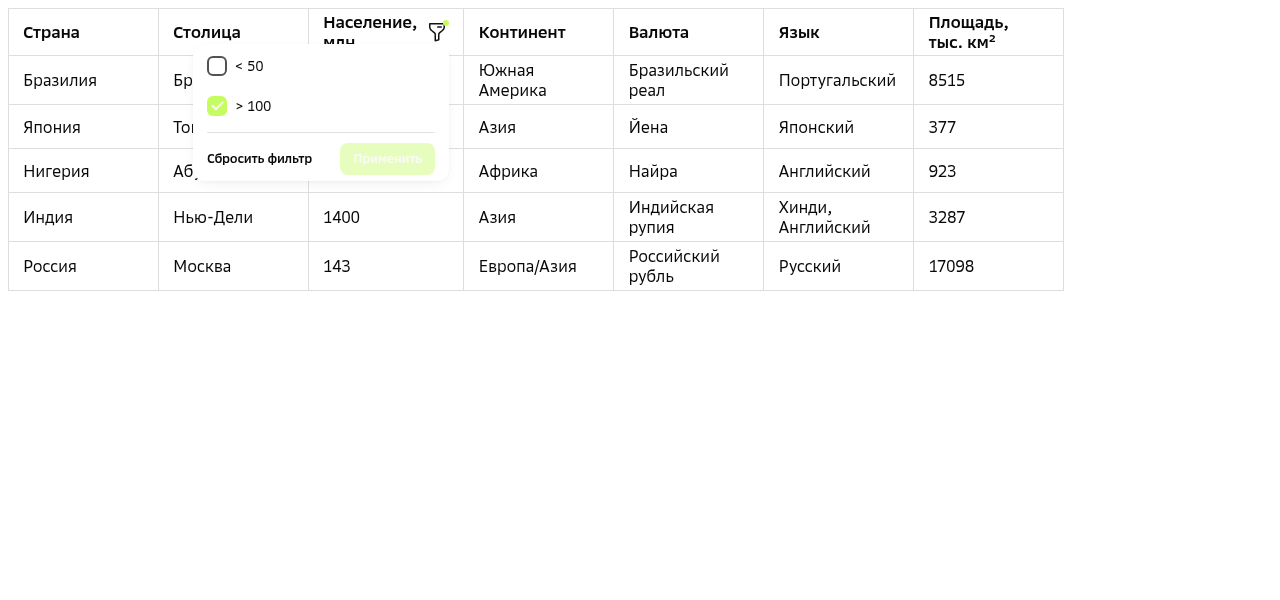 Страна Столица Население, Континент Валюта Язык Площадь,
тыс. км²
< 50
> 100
Сбросить фильтр Применить
Бразилия Южная Америка Бразильский реал Португальский 8515
Япония Азия Йена Японский 377
Нигерия Африка Найра Английский 923
Индия Нью-Дели 1400 Азия Индийская рупия Хинди, Английский 3287
Россия Москва 143 Европа/Азия Российский рубль Русский 17098